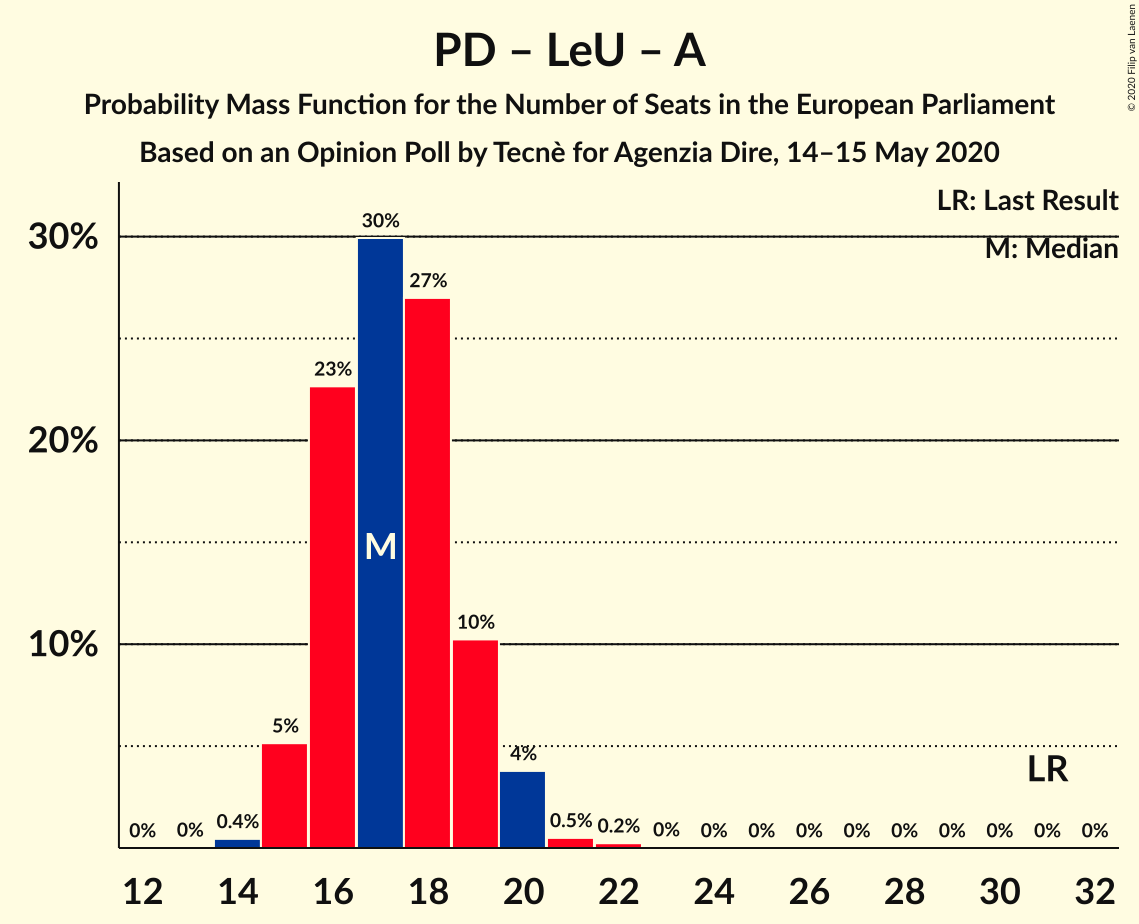 PD – LeU – A
Probability Mass Function for the Number of Seats in the European Parliament
Based on an Opinion Poll by Tecnè for Agenzia Dire, 14–15 May 2020
© 2020 Filip van Laenen
LR: Last Result
M: Median
30%
20%
10%
0% 0% 0.4% 5% 23% 30% 27% 10% 4% 0.5% 0.2% 0% 0% 0% 0% 0% 0% 0% 0% 0% 0%
M
LR
12 14 16 18 20 22 24 26 28 30 32